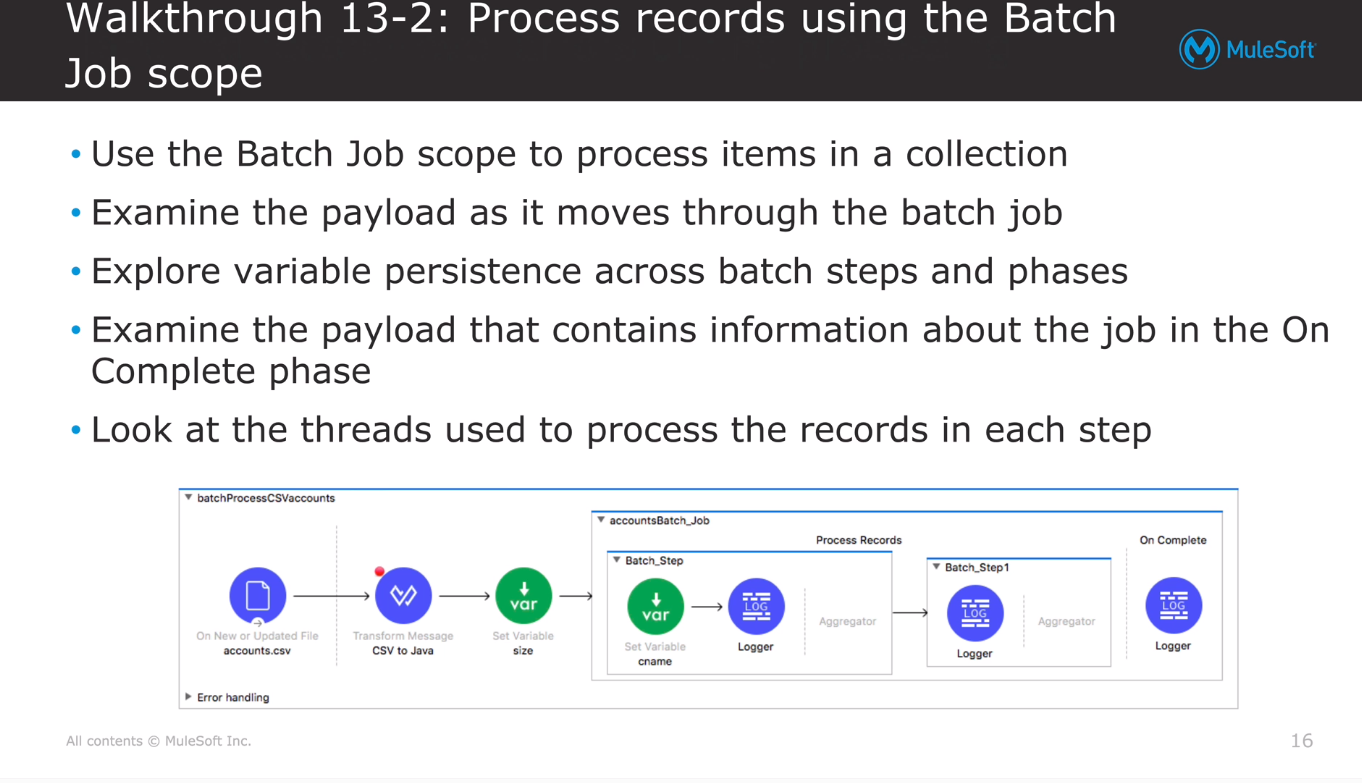 Walkthrough 13-2: Process records using the Batch
Job scope
MuleSoft
• Use the Batch Job scope to process items in a collection
• Examine the payload as it moves through the batch job
• Explore variable persistence across batch steps and phases
• Examine the payload that contains information about the job in the On
Complete phase
• Look at the threads used to process the records in each step
batchProcessCSVaccounts
accountsBatch_Job
Process Records
On Complete
Batch_Step
Batch_Step1
var
var
LOG
LOG
LOG
On New or Updated File
accounts.csv
Transform Message
CSV to Java
Set Variable
size
Set Variable
cname
Logger
Aggregator
Logger
Aggregator
Logger
Error handling
All contents © MuleSoft Inc.
16